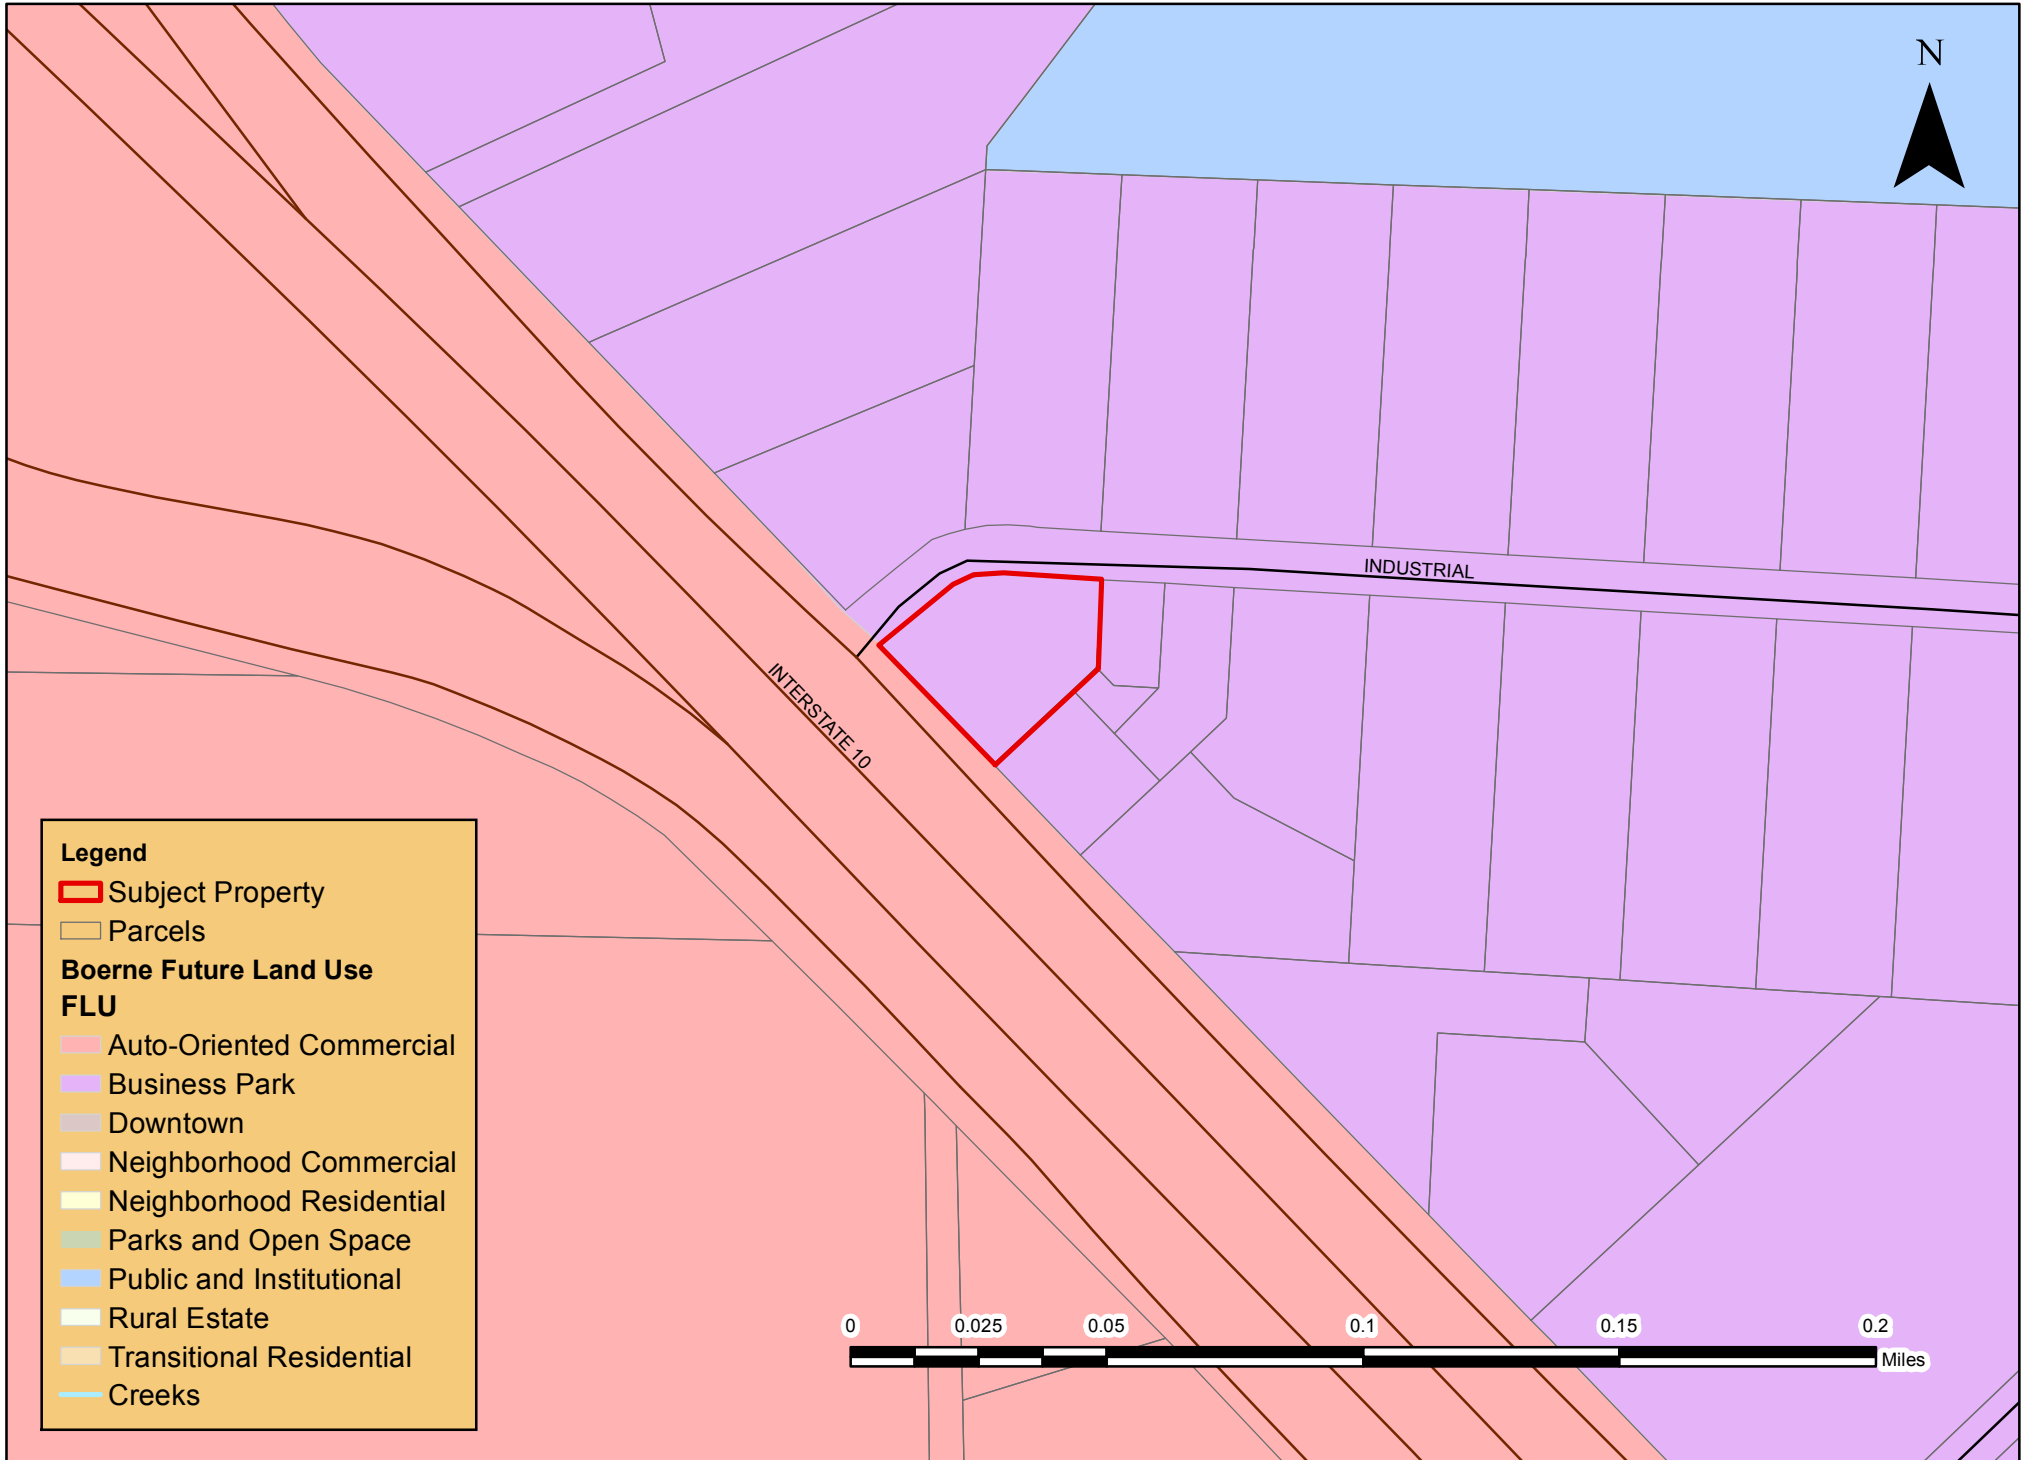 N
INDUSTRIAL
INTERSTATE 10
Legend
Subject Property
Parcels
Boerne Future Land Use
FLU
Auto-Oriented Commercial
Business Park
Downtown
Neighborhood Commercial
Neighborhood Residential
Parks and Open Space
Public and Institutional
Rural Estate
Transitional Residential
Creeks
0 0.025 0.05 0.1 0.15 0.2
Miles